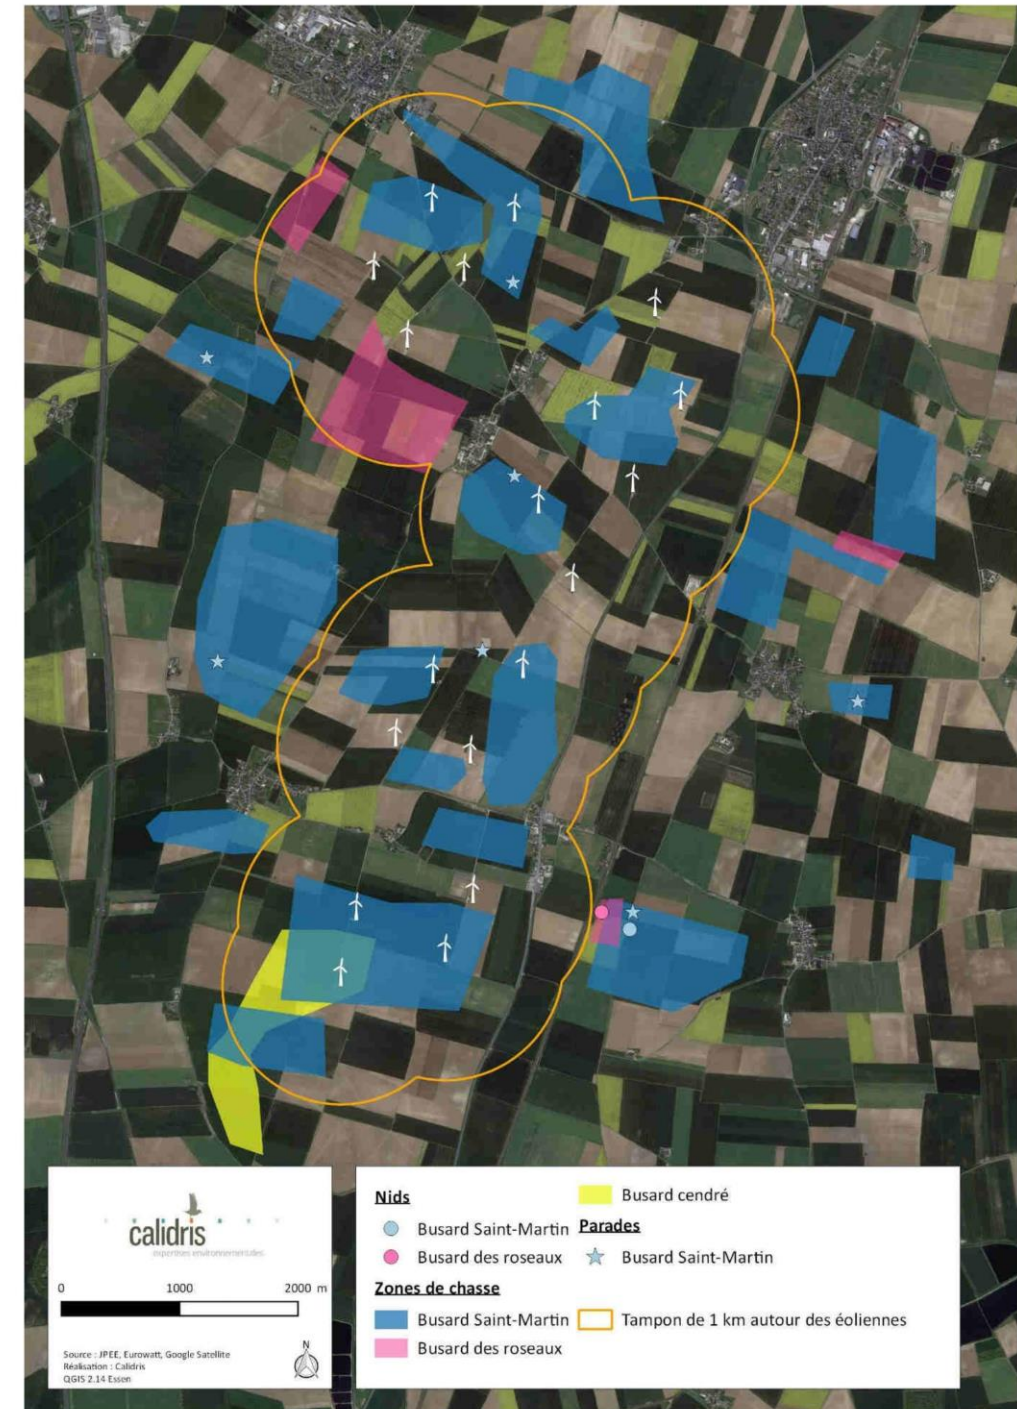 calidris
expertises environnementales
0 1000 2000 m
Source : JPEE, Eurowatt, Google Satellite
Réalisation : Calidris
QGIS 2.14 Essen
N
Nids
Busard Saint-Martin
Busard des roseaux
Zones de chasse
Busard Saint-Martin
Busard des roseaux
Busard cendré
Parades
Busard Saint-Martin
Tampon de 1 km autour des éoliennes